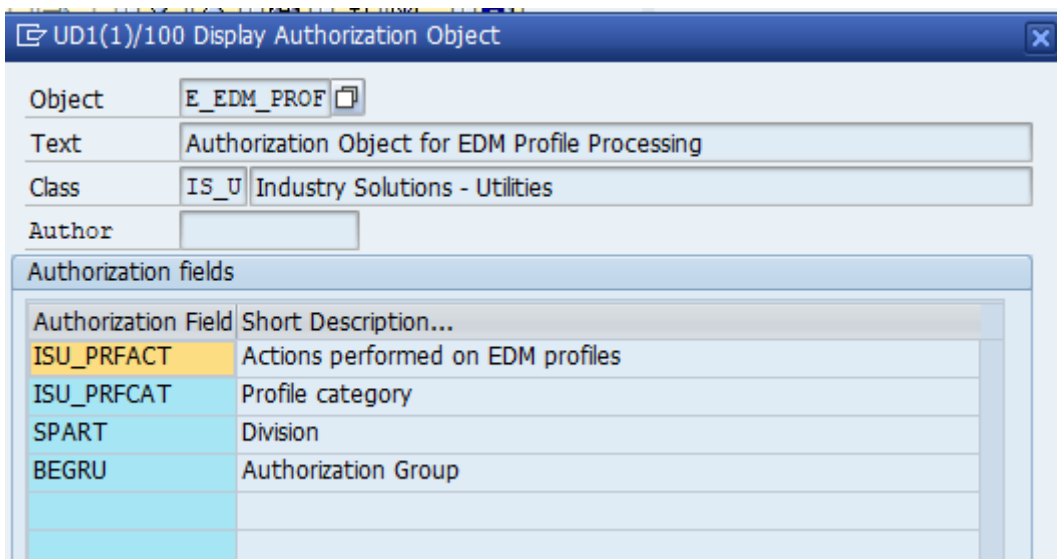 UD1(1)/100 Display Authorization Object
Object E_EDM_PROF
Text Authorization Object for EDM Profile Processing
Class IS_U Industry Solutions - Utilities
Author
Authorization fields
Authorization Field Short Description...
ISU_PRFACT Actions performed on EDM profiles
ISU_PRFCAT Profile category
SPART Division
BEGRU Authorization Group